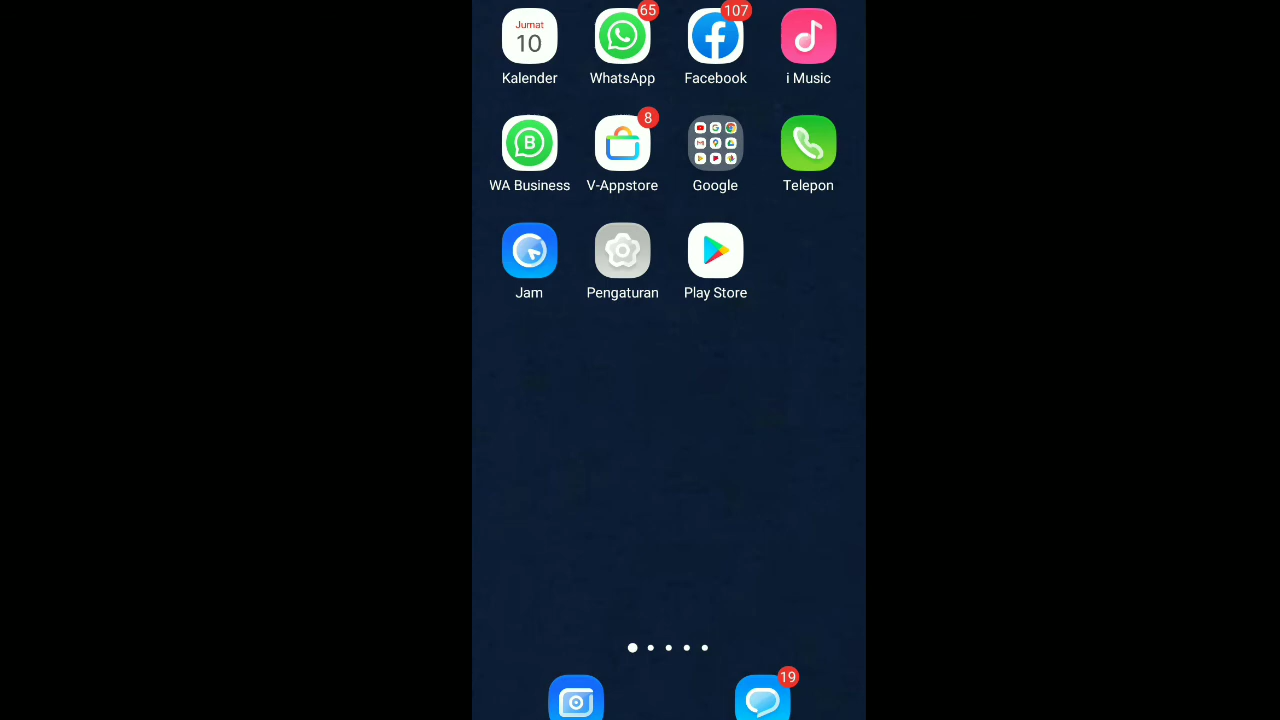 65
107
Jumat
10
Kalender
WhatsApp
Facebook
i Music
8
B
WA Business
V-Appstore
Google
Telepon
Jam
Pengaturan
Play Store
19